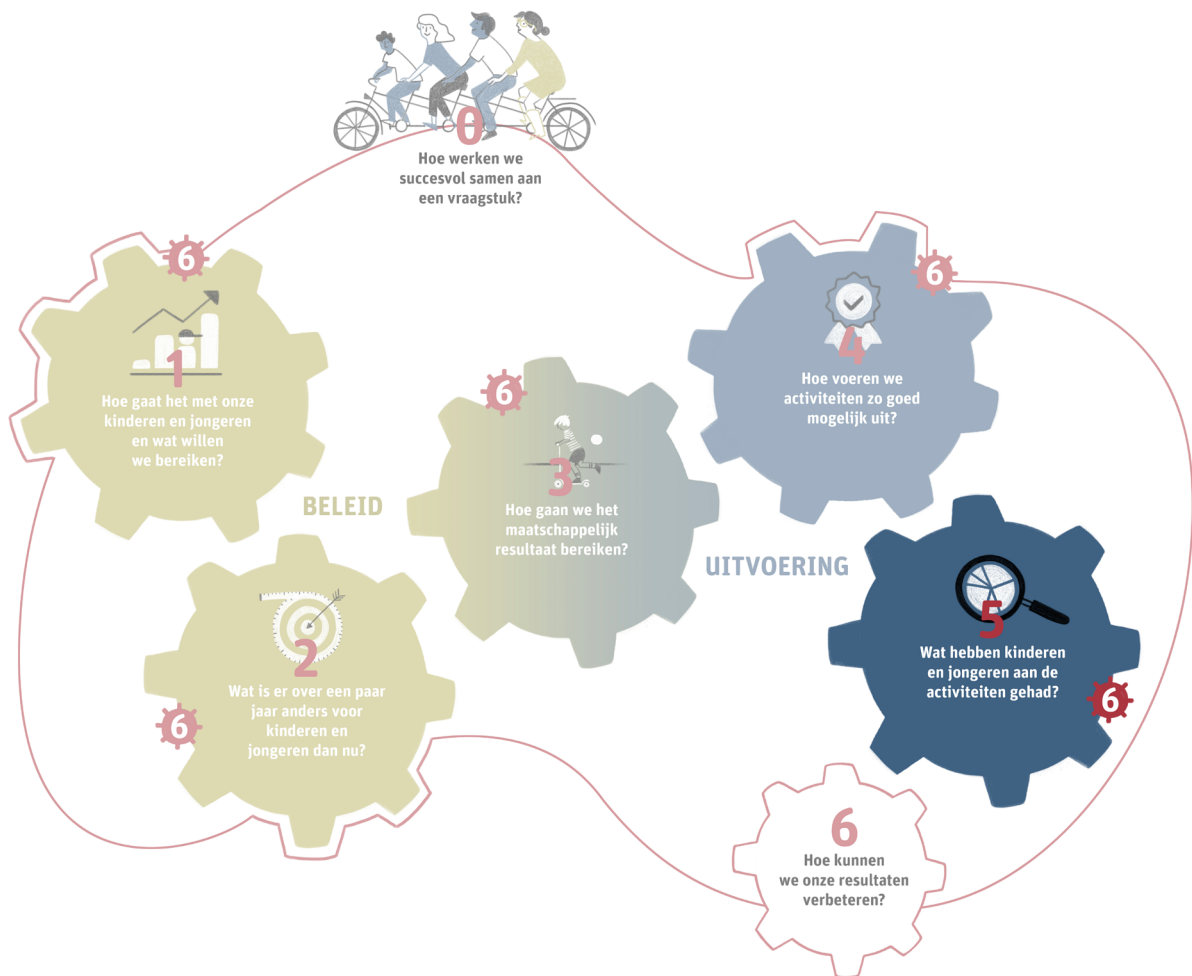 0
Hoe werken we
succesvol samen aan
een vraagstuk?
6
1
Hoe gaat het met onze
kinderen en jongeren
en wat willen
we bereiken?
BELEID
6
2
Wat is er over een paar
jaar anders voor
kinderen en
jongeren dan nu?
6
3
Hoe gaan we het
maatschappelijk
resultaat bereiken?
6
4
Hoe voeren we
activiteiten zo goed
mogelijk uit?
UITVOERING
5
Wat hebben kinderen
en jongeren aan de
activiteiten gehad?
6
6
Hoe kunnen
we onze resultaten
verbeteren?